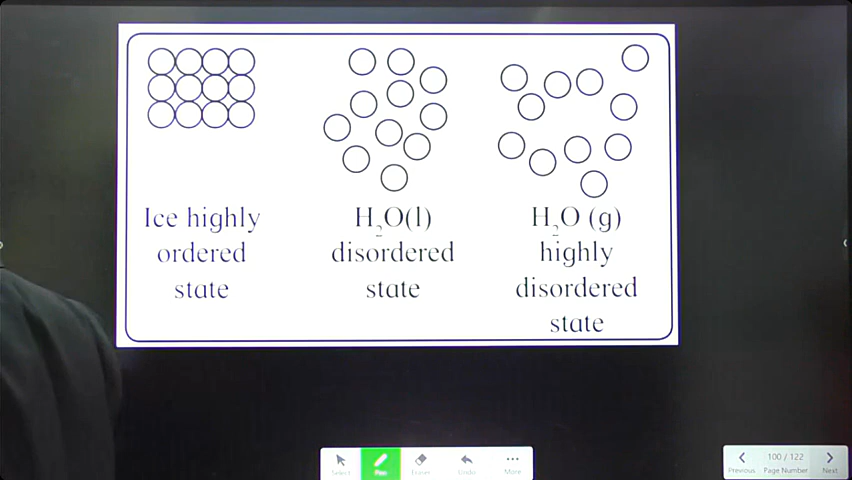 Ice highly
ordered
state
H₂O(l)
disordered
state
H₂O (g)
highly
disordered
state
Select
Pen
Eraser
Undo
More
100 / 122
Previous
Page Number
Next